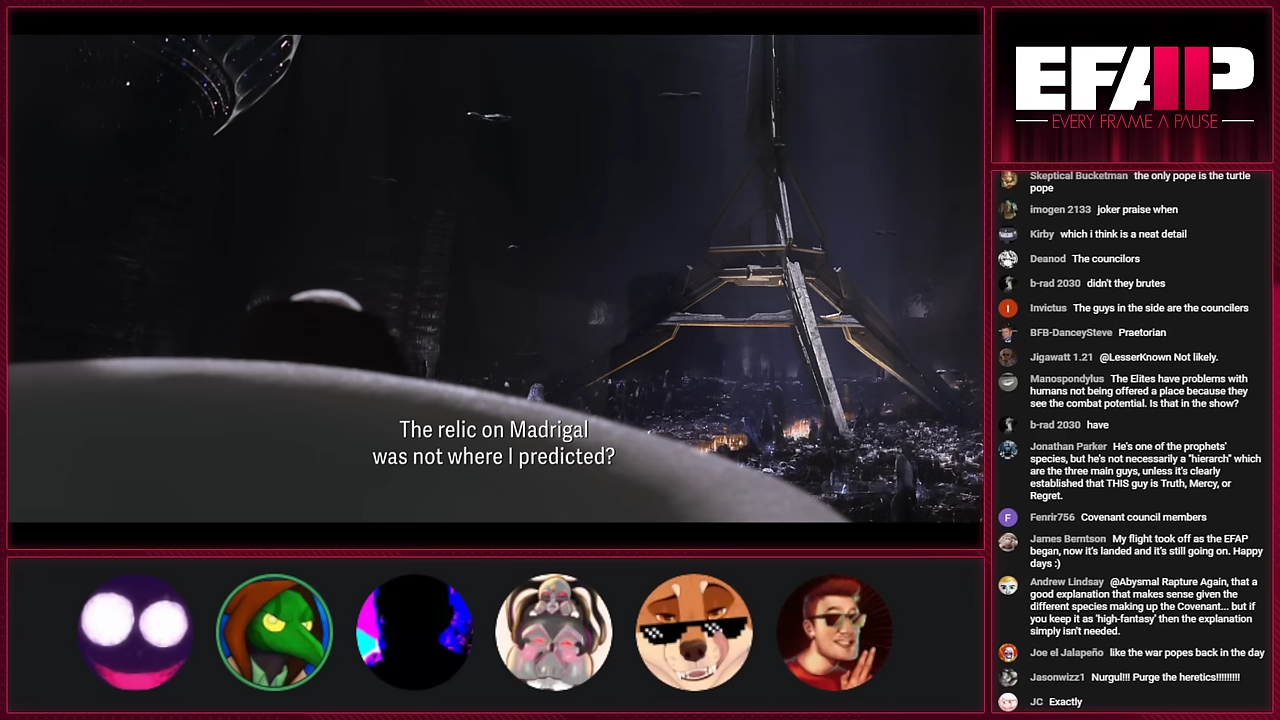 The relic on Madrigal
was not where I predicted?
EFAP
EVERY FRAME A PAUSE
Skeptical Bucketman the only pope is the turtle
pope
imogen 2133 joker praise when
Kirby which i think is a neat detail
Deanod The councilors
b-rad 2030 didn't they brutes
I
Invictus The guys in the side are the councilers
BFB-DanceySteve Praetorian
Jigawatt 1.21 @LesserKnown Not likely.
Manospondylus The Elites have problems with
humans not being offered a place because they
see the combat potential. Is that in the show?
b-rad 2030 have
Jonathan Parker He's one of the prophets'
species, but he's not necessarily a "hierarch" which
are the three main guys, unless it's clearly
established that THIS guy is Truth, Mercy, or
Regret.
F
Fenrir756 Covenant council members
James Berntson My flight took off as the EFAP
began, now it's landed and it's still going on. Happy
days :)
Andrew Lindsay @Abysmal Rapture Again, that a
good explanation that makes sense given the
different species making up the Covenant... but if
you keep it as 'high-fantasy' then the explanation
simply isn't needed.
Joe el Jalapeño like the war popes back in the day
Jasonwizz1 Nurgul!!! Purge the heretics!!!!!!!!!
JC Exactly